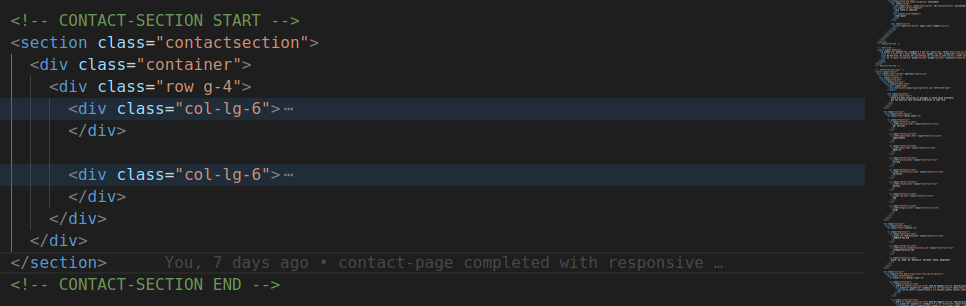 <!-- CONTACT-SECTION START -->
<section class="contactsection">
<div class="container">
<div class="row g-4">
<div class="col-lg-6">⋯
</div>
<div class="col-lg-6">⋯
</div>
</div>
</div>
</section> You, 7 days ago • contact-page completed with responsive …
<!-- CONTACT-SECTION END -->